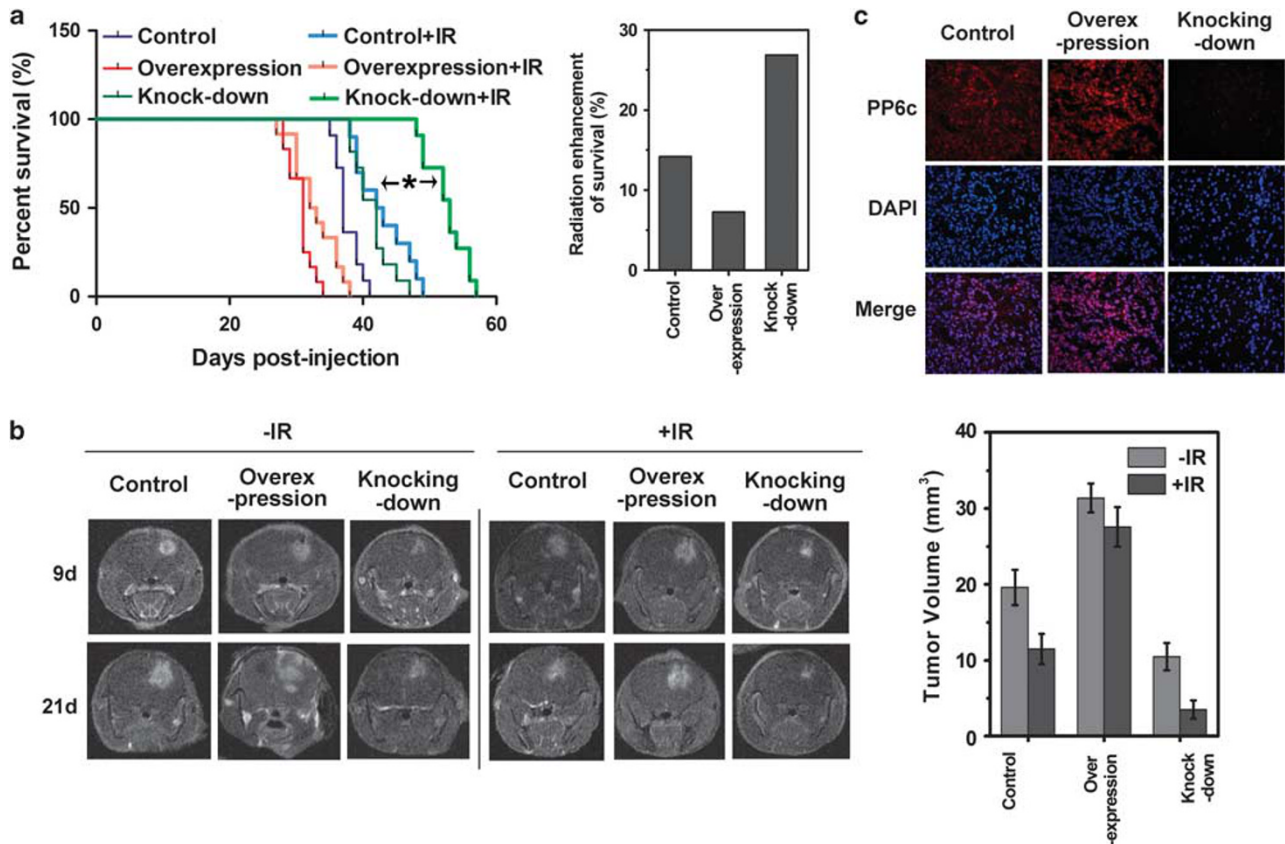 a
150
100
50
0
Percent survival (%)
Control
Overexpression
Knock-down
Control+IR
Overexpression+IR
Knock-down+IR
*
0
20
40
60
Days post-injection
30
20
10
0
Radiation enhancement
of survival (%)
Control
Over
-expression
Knock
-down
c
Control
Overex
-pression
Knocking
-down
PP6c
DAPI
Merge
b
-IR
+IR
Control
Overex
-pression
Knocking
-down
Control
Overex
-pression
Knocking
-down
9d
21d
40
30
20
10
0
Tumor Volume (mm³)
-IR
+IR
Control
Over
-expression
Knock
-down